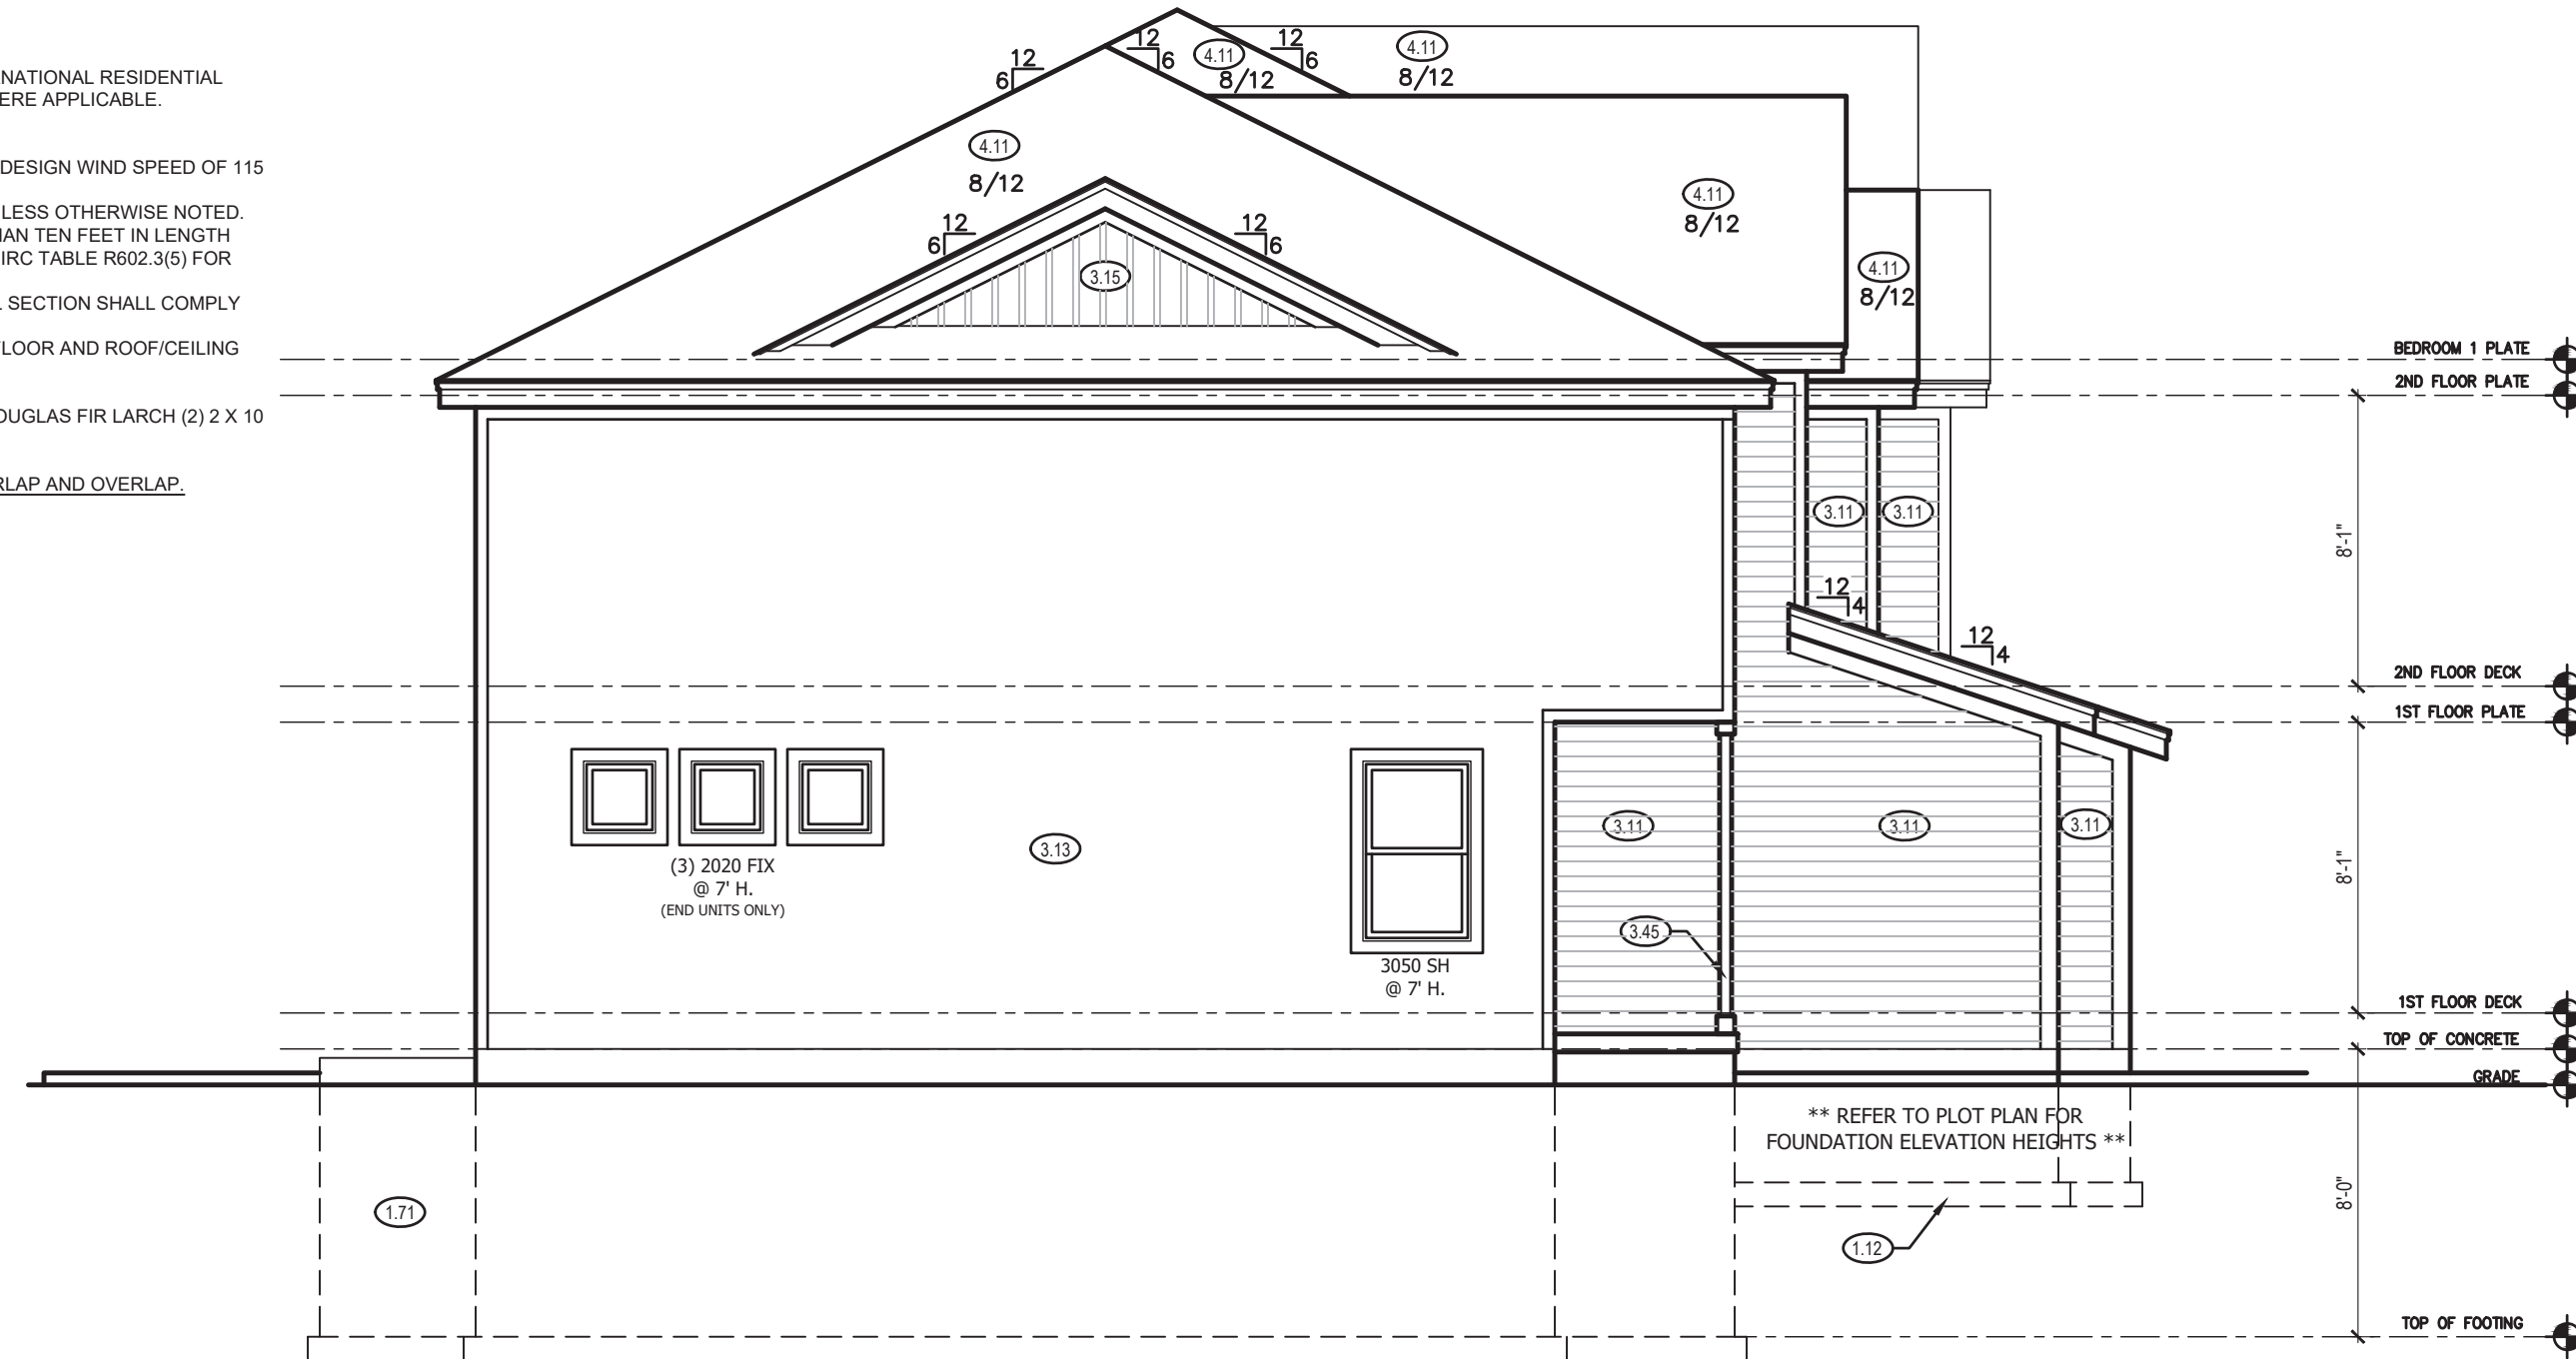 NATIONAL RESIDENTIAL
ERE APPLICABLE.
DESIGN WIND SPEED OF 115
LESS OTHERWISE NOTED.
HAN TEN FEET IN LENGTH
IRC TABLE R602.3(5) FOR
SECTION SHALL COMPLY
FLOOR AND ROOF/CEILING
DOUGLAS FIR LARCH (2) 2 X 10
RLAP AND OVERLAP.
12
6
12
6
4.11
8/12
12
6
4.11
8/12
4.11
8/12
12
6
12
6
3.15
4.11
8/12
4.11
8/12
BEDROOM 1 PLATE
2ND FLOOR PLATE
3.11
3.11
8'-1"
12
4
12
4
2ND FLOOR DECK
1ST FLOOR PLATE
(3) 2020 FIX
@ 7' H.
(END UNITS ONLY)
3.13
3050 SH
@ 7' H.
3.11
3.11
3.11
3.45
8'-1"
1ST FLOOR DECK
TOP OF CONCRETE
GRADE
** REFER TO PLOT PLAN FOR
FOUNDATION ELEVATION HEIGHTS **
1.71
1.12
8'-0"
TOP OF FOOTING